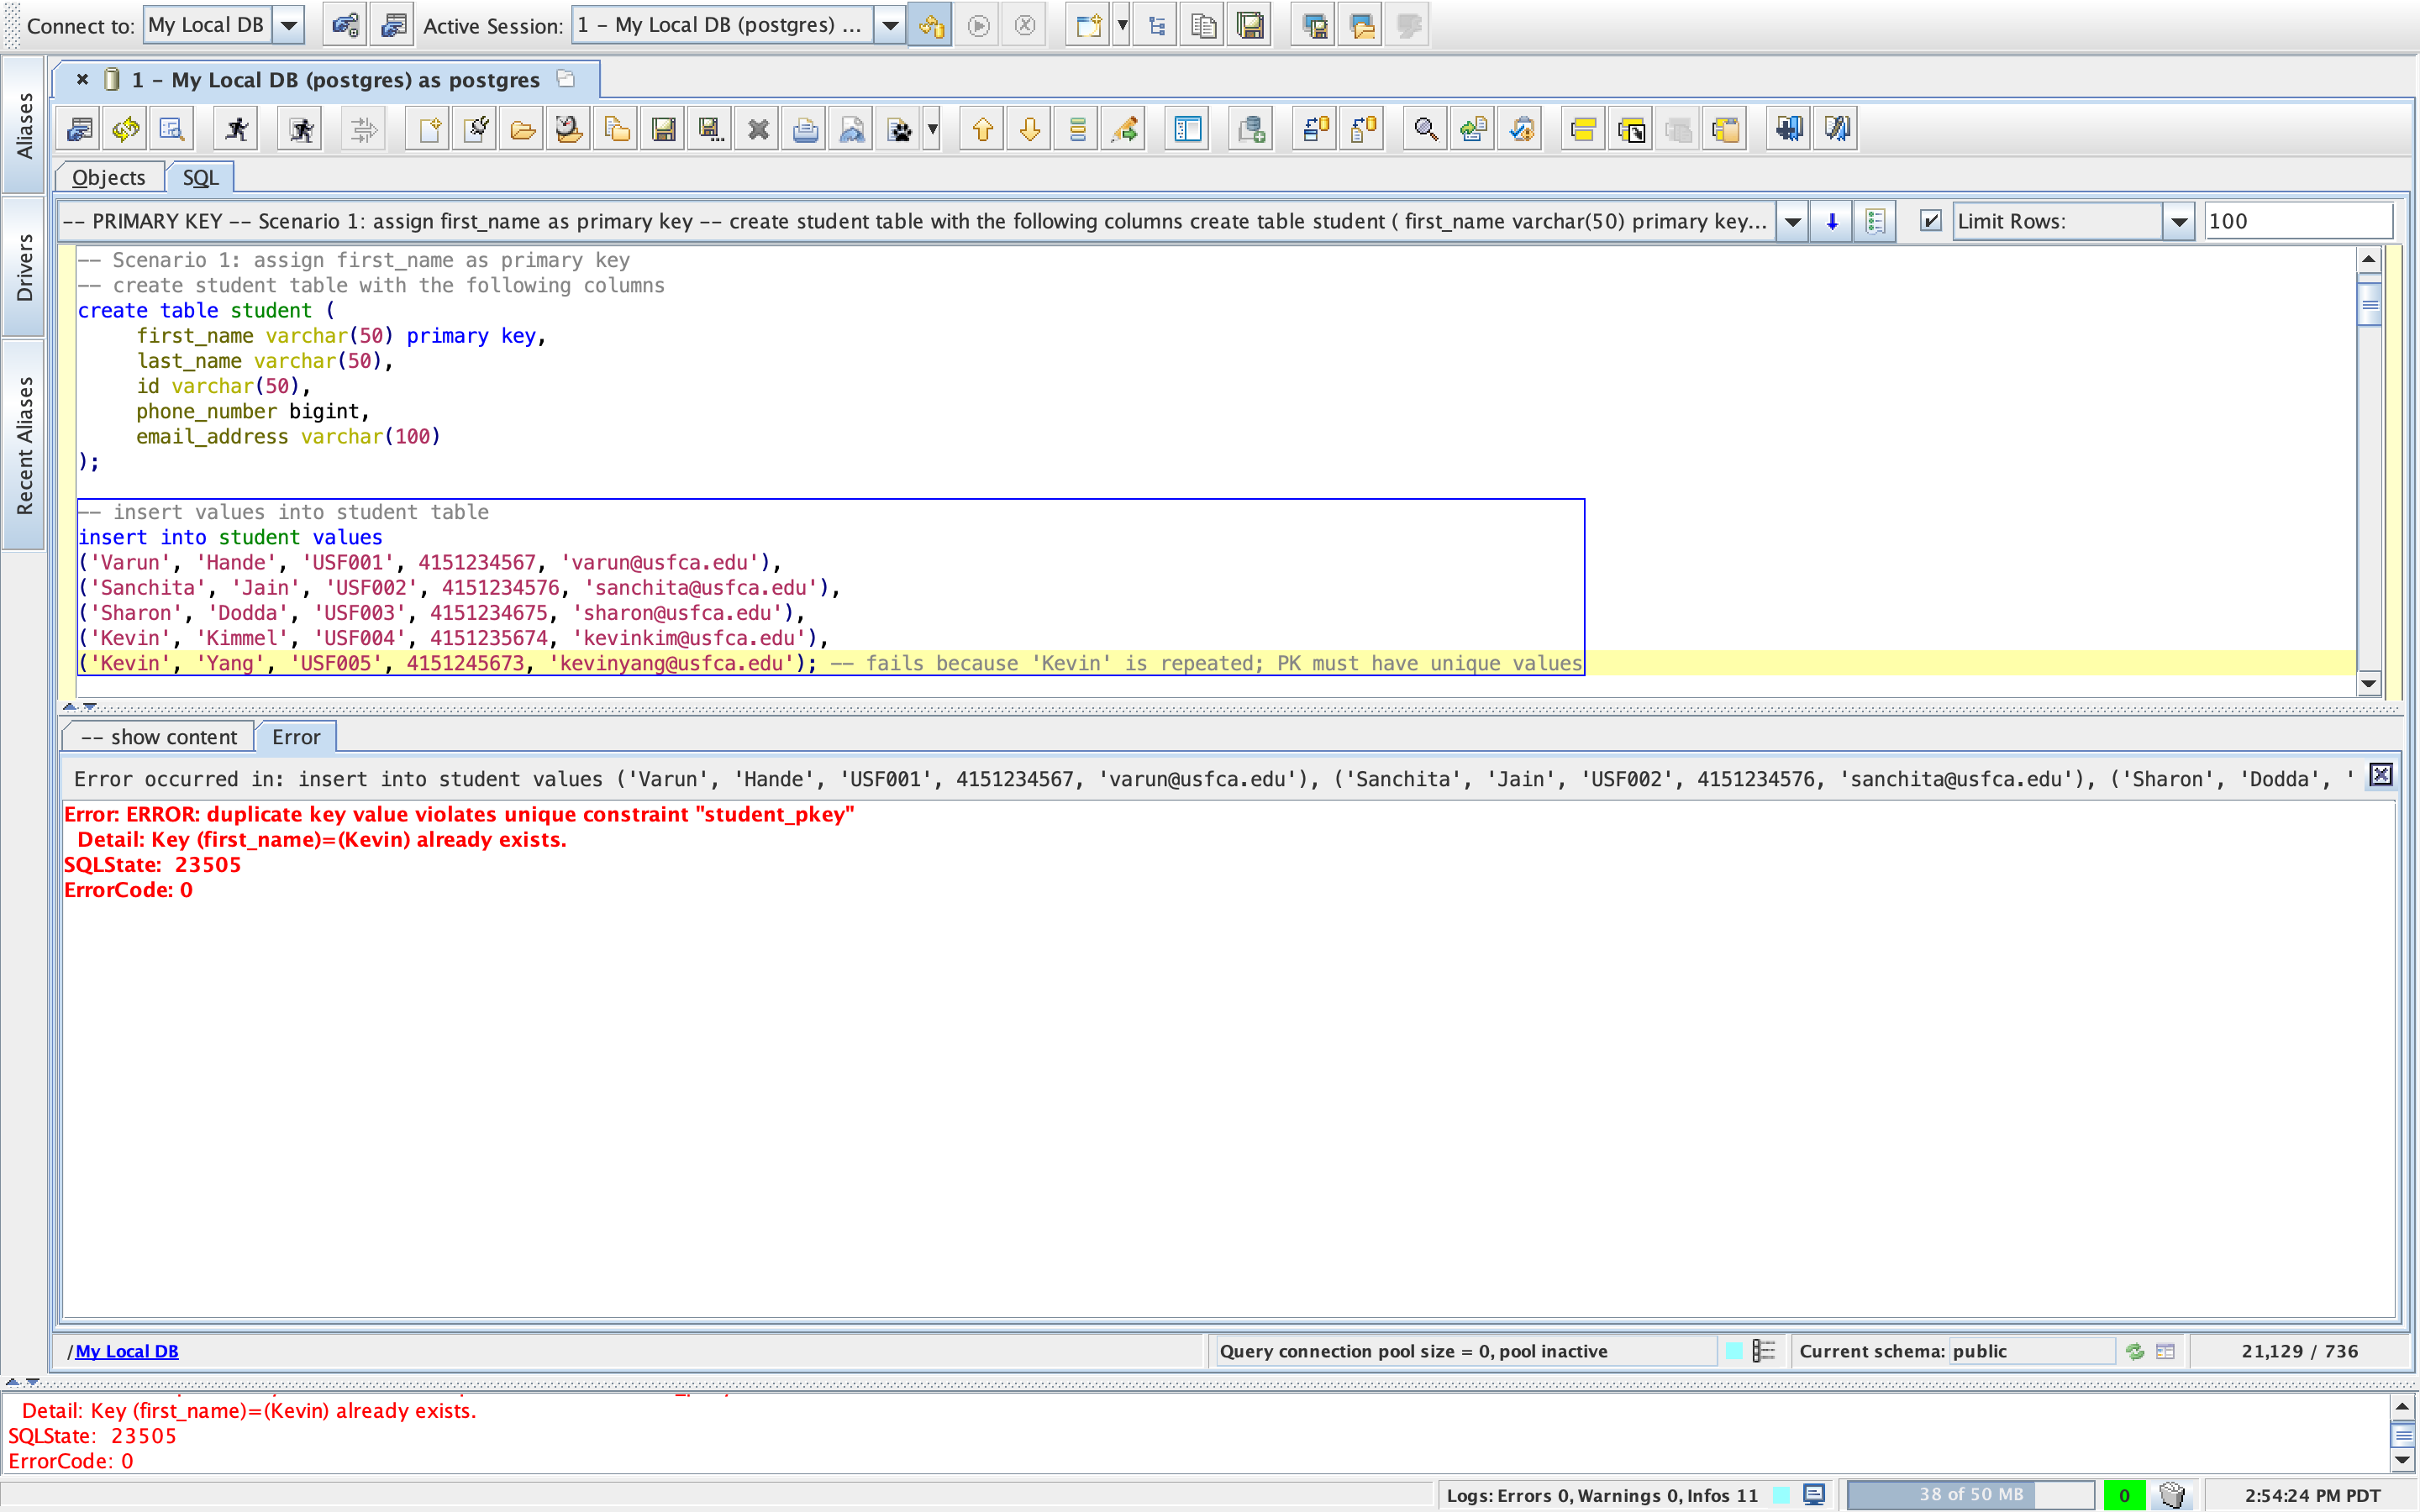 Connect to: My Local DB Active Session: 1 - My Local DB (postgres) ...
Aliases
Drivers
Recent Aliases
1 - My Local DB (postgres) as postgres
Objects SQL
-- PRIMARY KEY -- Scenario 1: assign first_name as primary key -- create student table with the following columns create table student ( first_name varchar(50) primary key... Limit Rows: 100
-- Scenario 1: assign first_name as primary key
-- create student table with the following columns
create table student (
first_name varchar(50) primary key,
last_name varchar(50),
id varchar(50),
phone_number bigint,
email_address varchar(100)
);
-- insert values into student table
insert into student values
('Varun', 'Hande', 'USF001', 4151234567, 'varun@usfca.edu'),
('Sanchita', 'Jain', 'USF002', 4151234576, 'sanchita@usfca.edu'),
('Sharon', 'Dodda', 'USF003', 4151234675, 'sharon@usfca.edu'),
('Kevin', 'Kimmel', 'USF004', 4151235674, 'kevinkim@usfca.edu'),
('Kevin', 'Yang', 'USF005', 4151245673, 'kevinyang@usfca.edu'); -- fails because 'Kevin' is repeated; PK must have unique values
-- show content Error
Error occurred in: insert into student values ('Varun', 'Hande', 'USF001', 4151234567, 'varun@usfca.edu'), ('Sanchita', 'Jain', 'USF002', 4151234576, 'sanchita@usfca.edu'), ('Sharon', 'Dodda', '
Error: ERROR: duplicate key value violates unique constraint "student_pkey"
Detail: Key (first_name)=(Kevin) already exists.
SQLState: 23505
ErrorCode: 0
/My Local DB Query connection pool size = 0, pool inactive Current schema: public 21,129 / 736
Detail: Key (first_name)=(Kevin) already exists.
SQLState: 23505
ErrorCode: 0
Logs: Errors 0, Warnings 0, Infos 11 38 of 50 MB 0 2:54:24 PM PDT